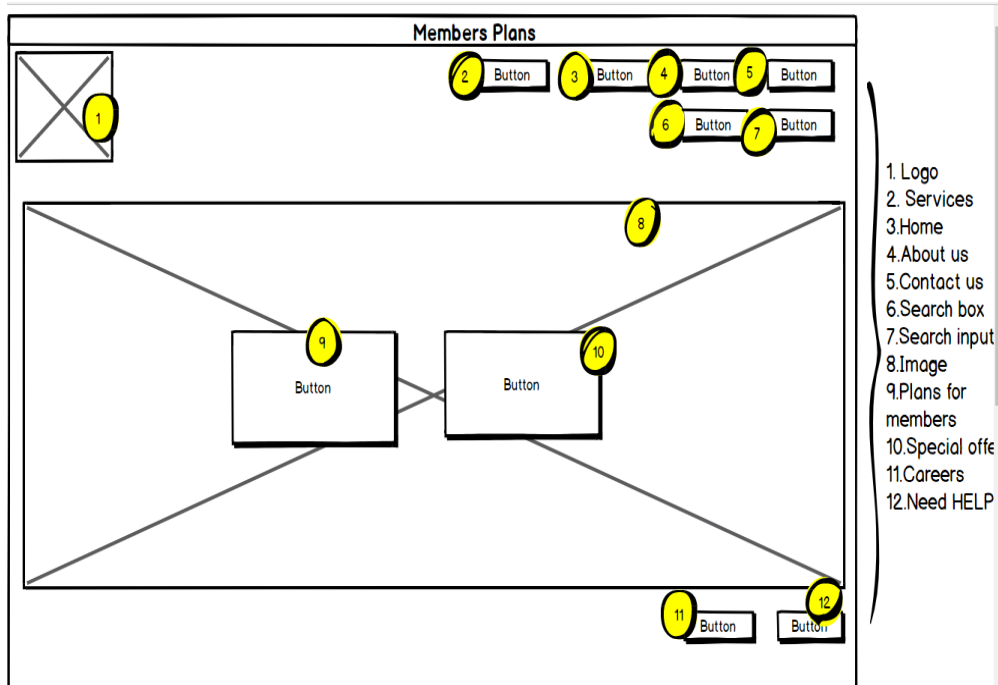 Members Plans
2 Button 3 Button 4 Button 5 Button
1
6 Button 7 Button
8
9
10
Button
Button
11 Button
12 Button
1. Logo
2. Services
3.Home
4.About us
5.Contact us
6.Search box
7.Search input
8.Image
9.Plans for
members
10.Special offe
11.Careers
12.Need HELP